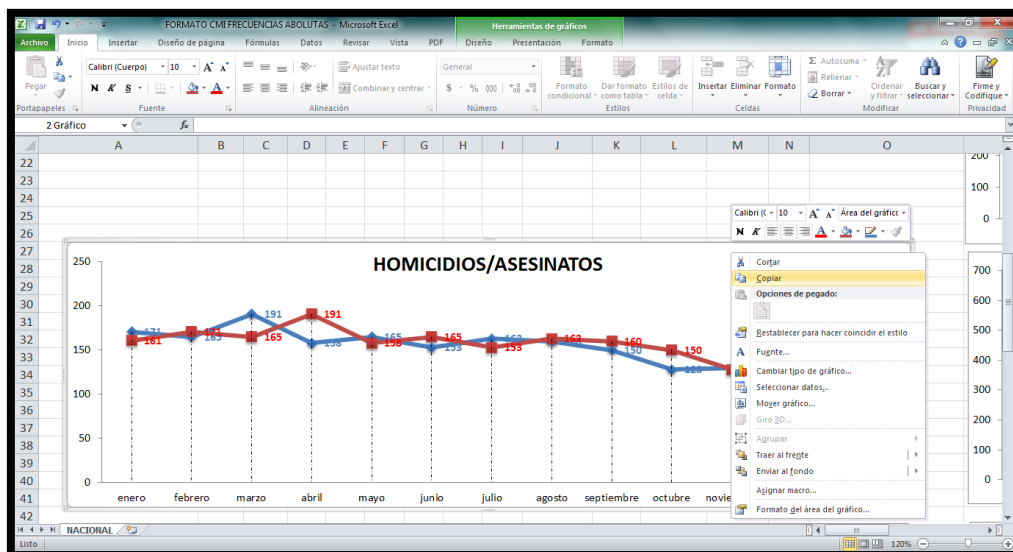 FORMATO CMI FRECUENCIAS ABOLUTAS - Microsoft Excel
Herramientas de gráficos
Archivo Inicio Insertar Diseño de página Fórmulas Datos Revisar Vista PDF Diseño Presentación Formato
Pegar
Calibri (Cuerpo) 10 A A
N K S A
Ajustar texto
Combinar y centrar
General
$ % 000
Formato condicional
Dar formato como tabla
Estilos de celda
Insertar Eliminar Formato
Σ Autosuma
Rellenar
Borrar
Ordenar y filtrar
Buscar y seleccionar
Firme y Codifique
Portapapeles Fuente Alineación Número Estilos Celdas Modificar Privacidad
2 Gráfico fx
A B C D E F G H I J K L M N O
22
23
24
25
26
27
28
29
30
31
32
33
34
35
36
37
38
39
40
41
42
HOMICIDIOS/ASESINATOS
250
200
150
100
50
0
171 165 191 158 165 153 163 150 128
161 171 165 191 158 165 153 163 160 150
enero febrero marzo abril mayo junio julio agosto septiembre octubre
200
100
0
700
600
500
400
300
200
100
0
Calibri (C 10 A A Área del gráfico
N K A
Cortar
Copiar
Opciones de pegado:
Restablecer para hacer coincidir el estilo
Fuente...
Cambiar tipo de gráfico...
Seleccionar datos...
Mover gráfico...
Giro 3D...
Agrupar
Traer al frente
Enviar al fondo
Asignar macro...
Formato del área del gráfico...
NACIONAL
Listo 120%